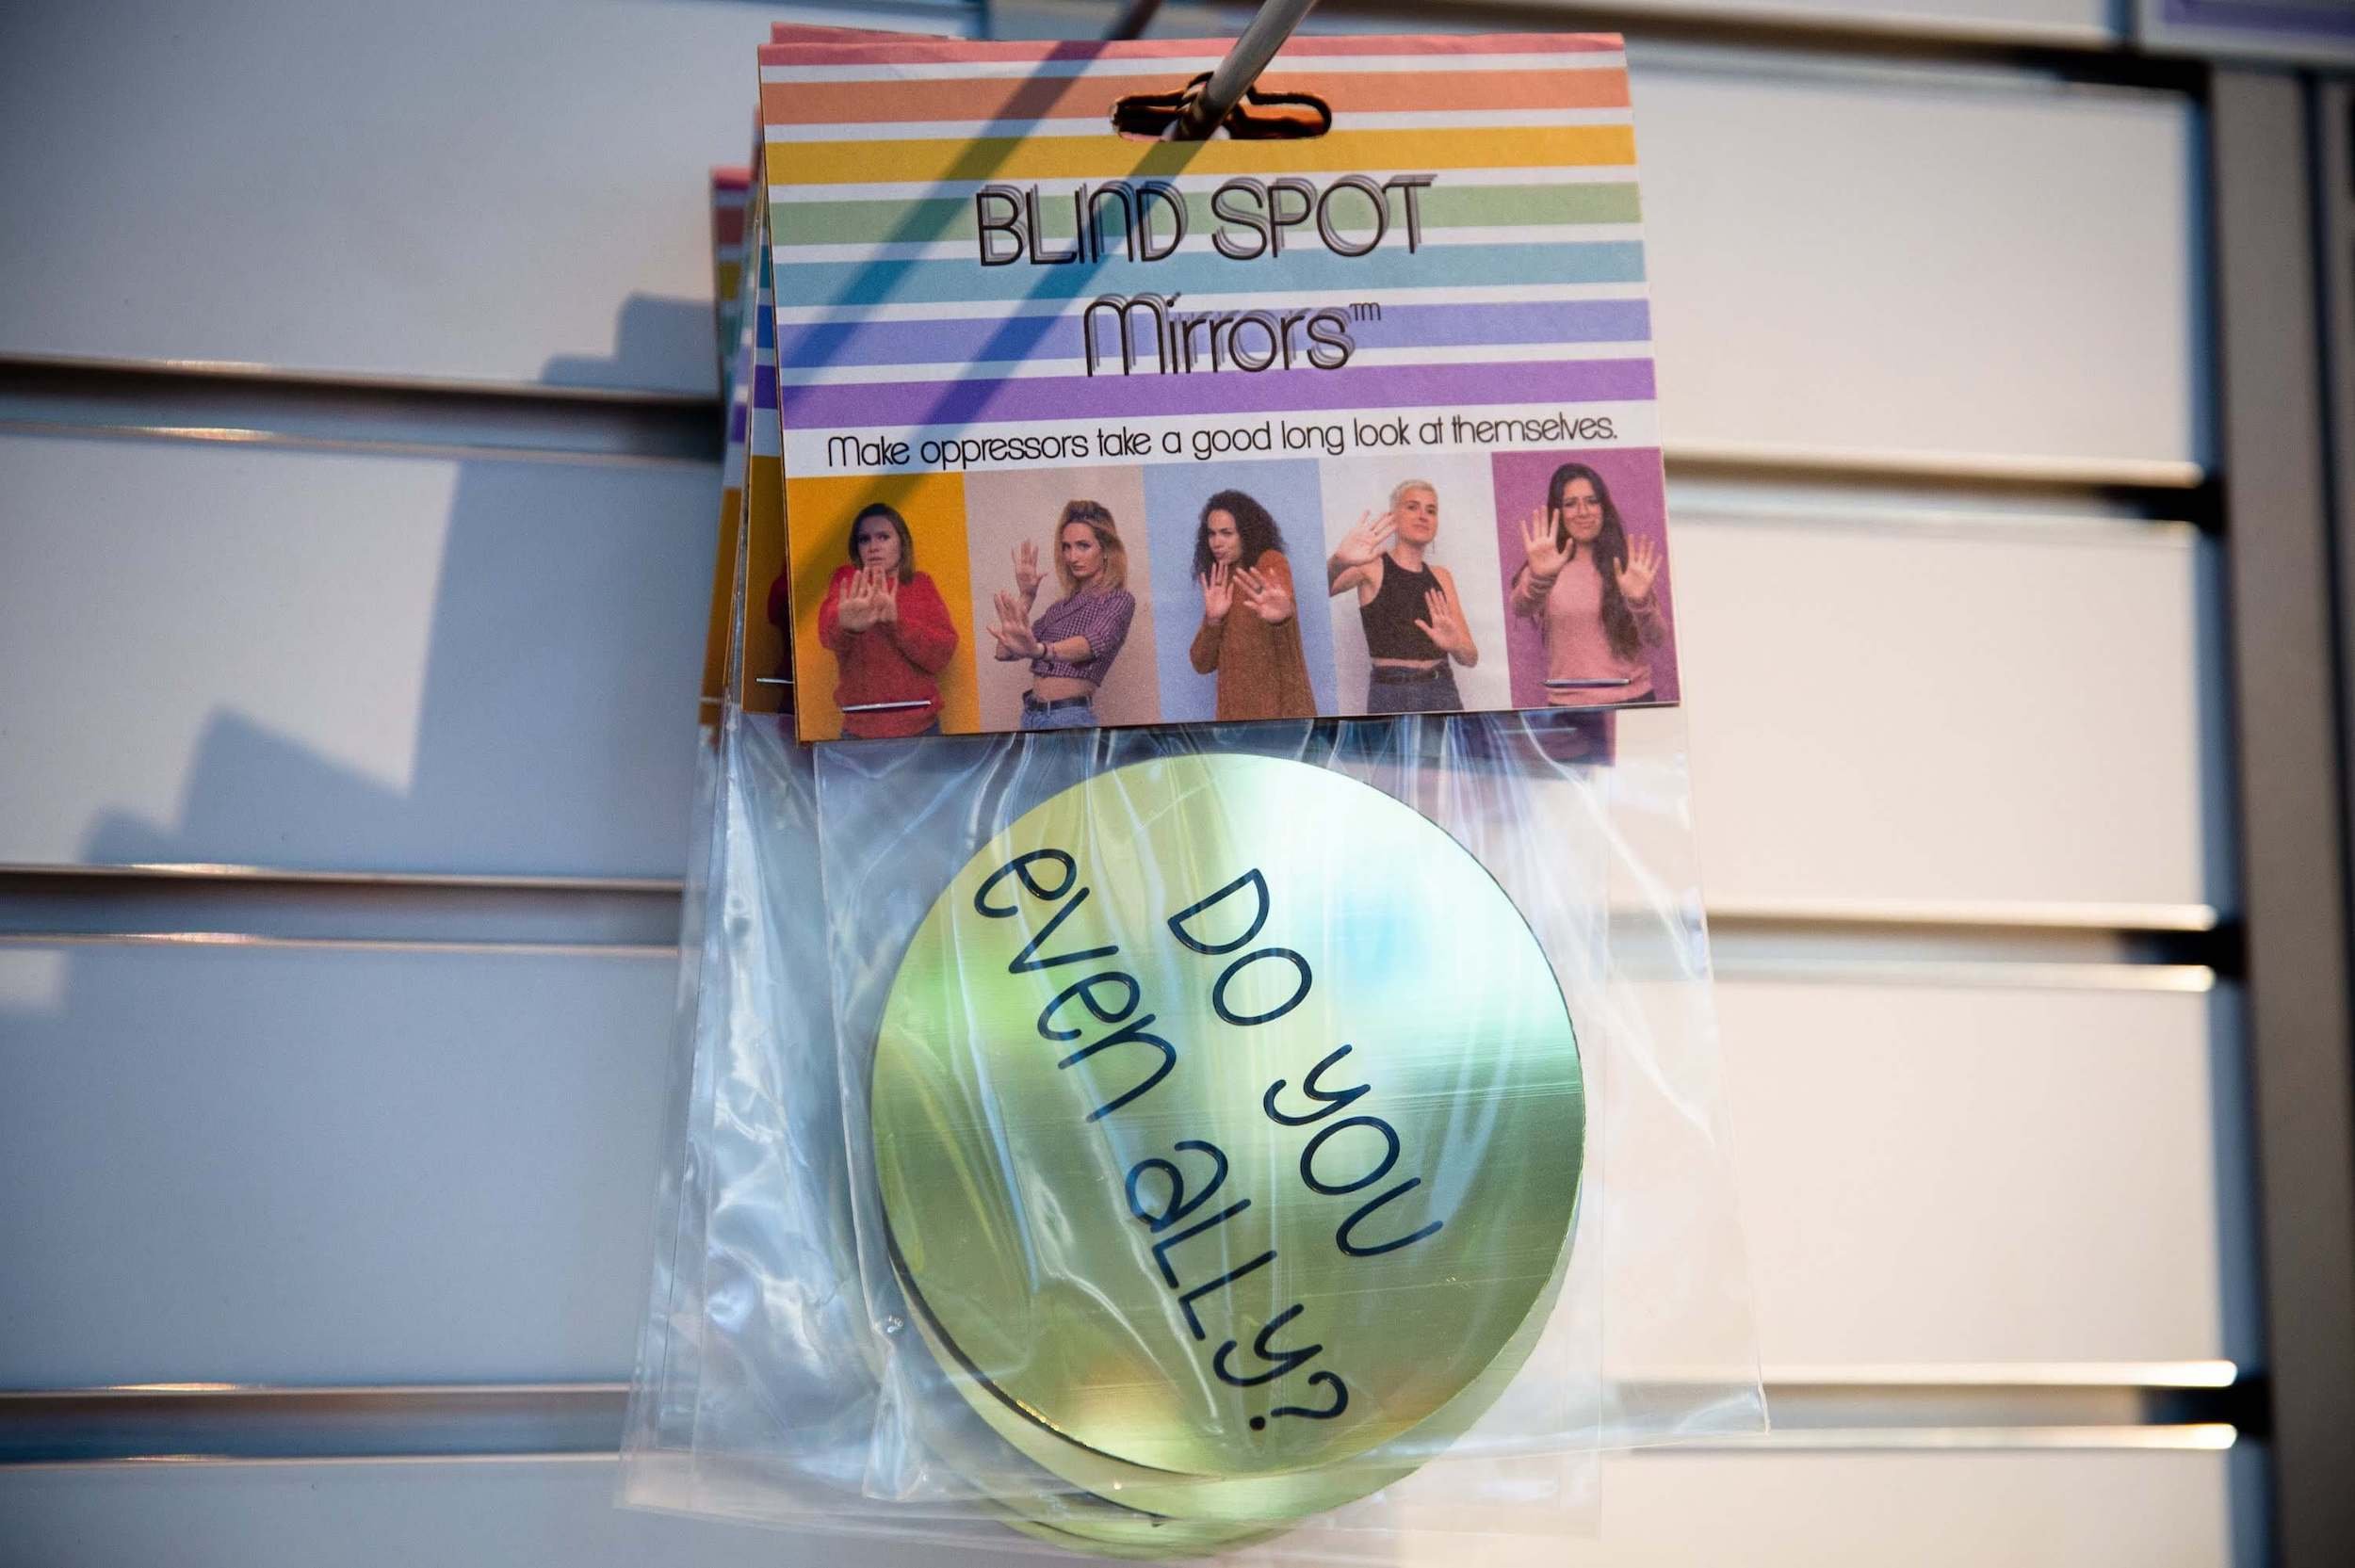 BLIND SPOT
Mirrors™
Make oppressors take a good long look at themselves.
DO YOU
even ALLY?